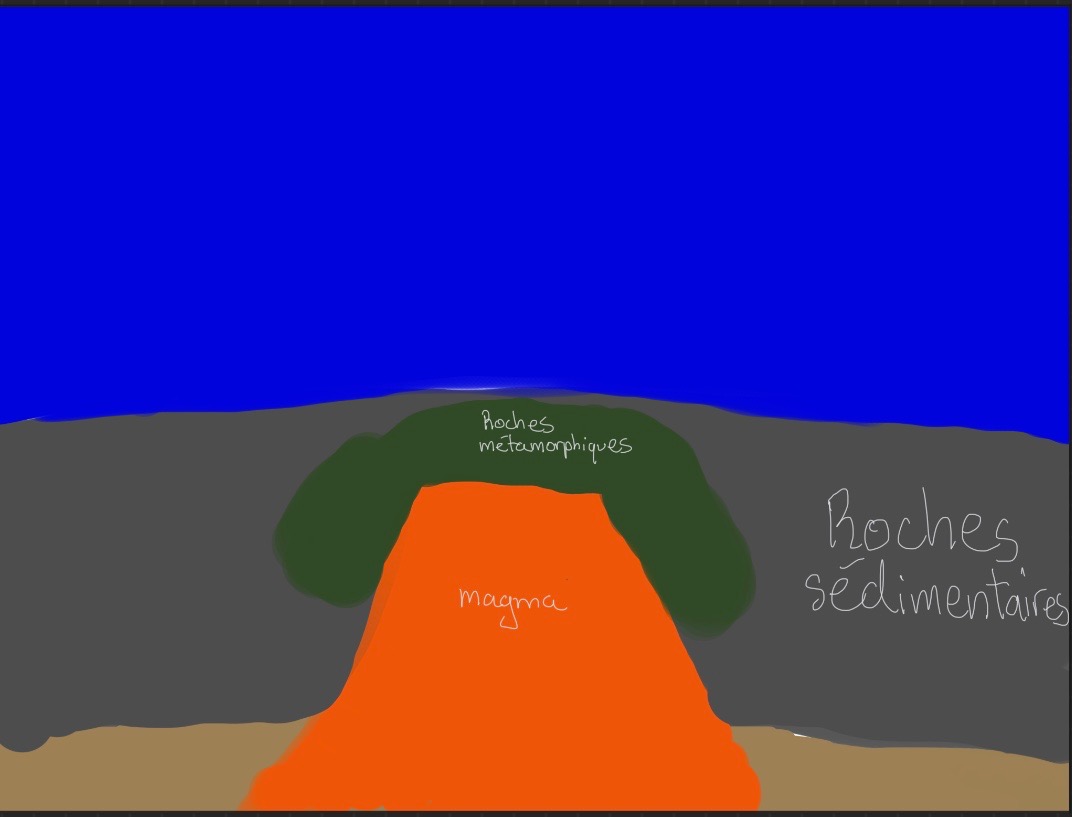 Roches
métamorphiques
magma
Roches
sédimentaires